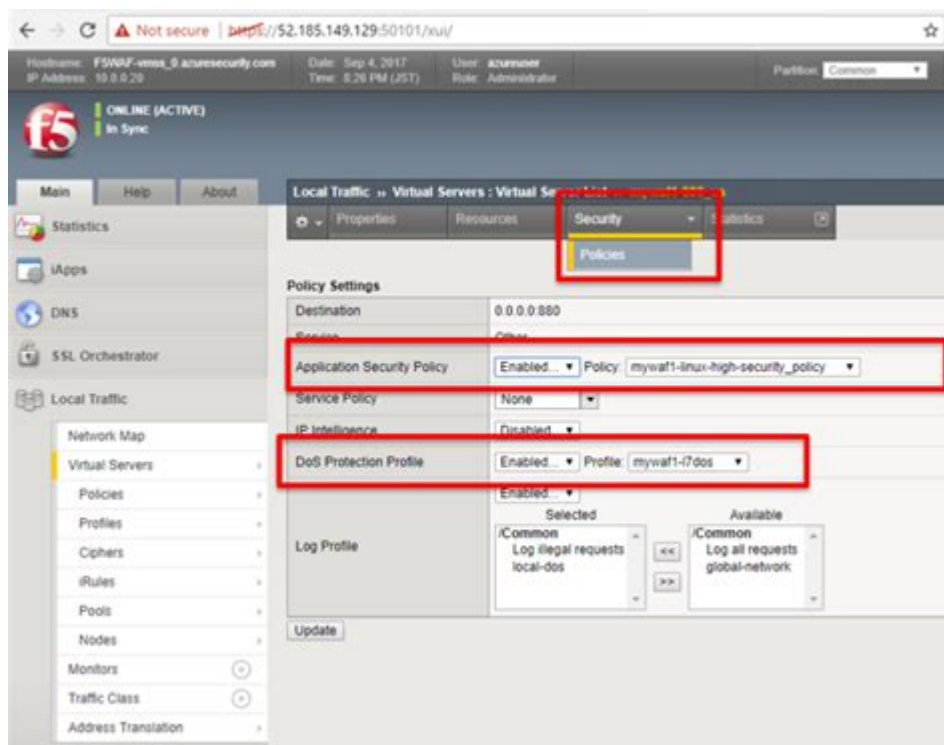 Not secure | https://52.185.149.129:50101/xui/
Hostname: F5WAF-vmss_0.azuresecurity.com Date: Sep 4, 2017 User: azureuser
IP Address: 10.0.0.20 Time: 8:26 PM (JST) Role: Administrator
Partition: Common
f5
ONLINE (ACTIVE)
In Sync
Main Help About
Local Traffic » Virtual Servers : Virtual Server List
Properties Resources Security Statistics
Policies
Statistics
iApps
DNS
SSL Orchestrator
Local Traffic
Network Map
Virtual Servers
Policies
Profiles
Ciphers
iRules
Pools
Nodes
Monitors
Traffic Class
Address Translation
Policy Settings
Destination 0.0.0.0:880
Service Other
Application Security Policy Enabled... Policy: mywaf1-linux-high-security_policy
Service Policy None
IP Intelligence Disabled
DoS Protection Profile Enabled... Profile: mywaf1-l7dos
Log Profile Enabled...
Selected Available
/Common /Common
Log illegal requests Log all requests
local-dos global-network
<< 
>>
Update